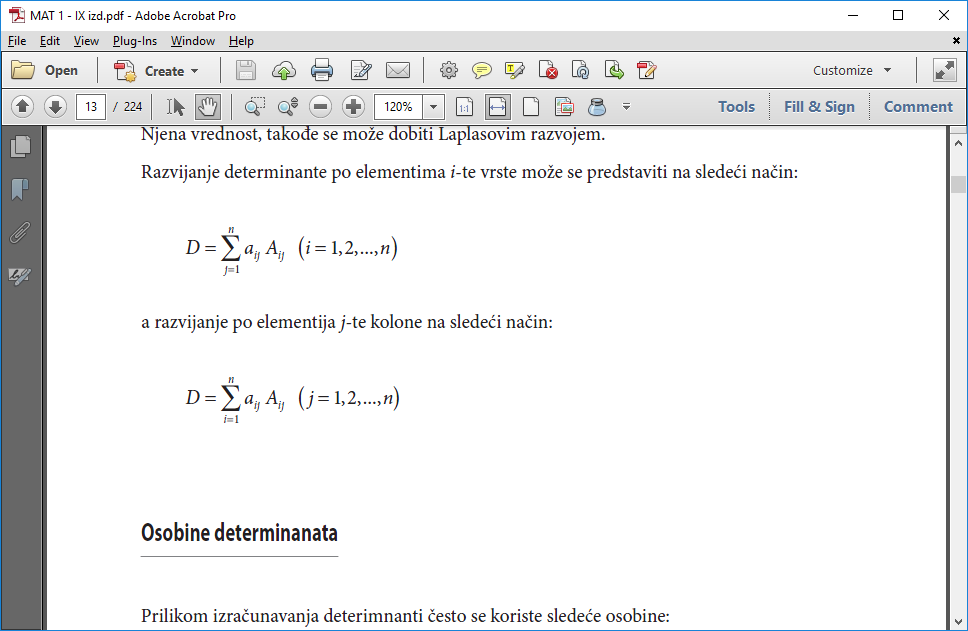 MAT 1 - IX izd.pdf - Adobe Acrobat Pro
File Edit View Plug-Ins Window Help
Open Create Customize
13 / 224 120% 1:1 Tools Fill & Sign Comment
Njena vrednost, takođe se može dobiti Laplasovim razvojem.
Razvijanje determinante po elementima i-te vrste može se predstaviti na sledeći način:
D = ∑_{j=1}^{n} a_{ij} A_{ij} (i = 1,2,...,n)
a razvijanje po elementija j-te kolone na sledeći način:
D = ∑_{i=1}^{n} a_{ij} A_{ij} (j = 1,2,...,n)
Osobine determinanata
Prilikom izračunavanja deterimnanti često se koriste sledeće osobine: